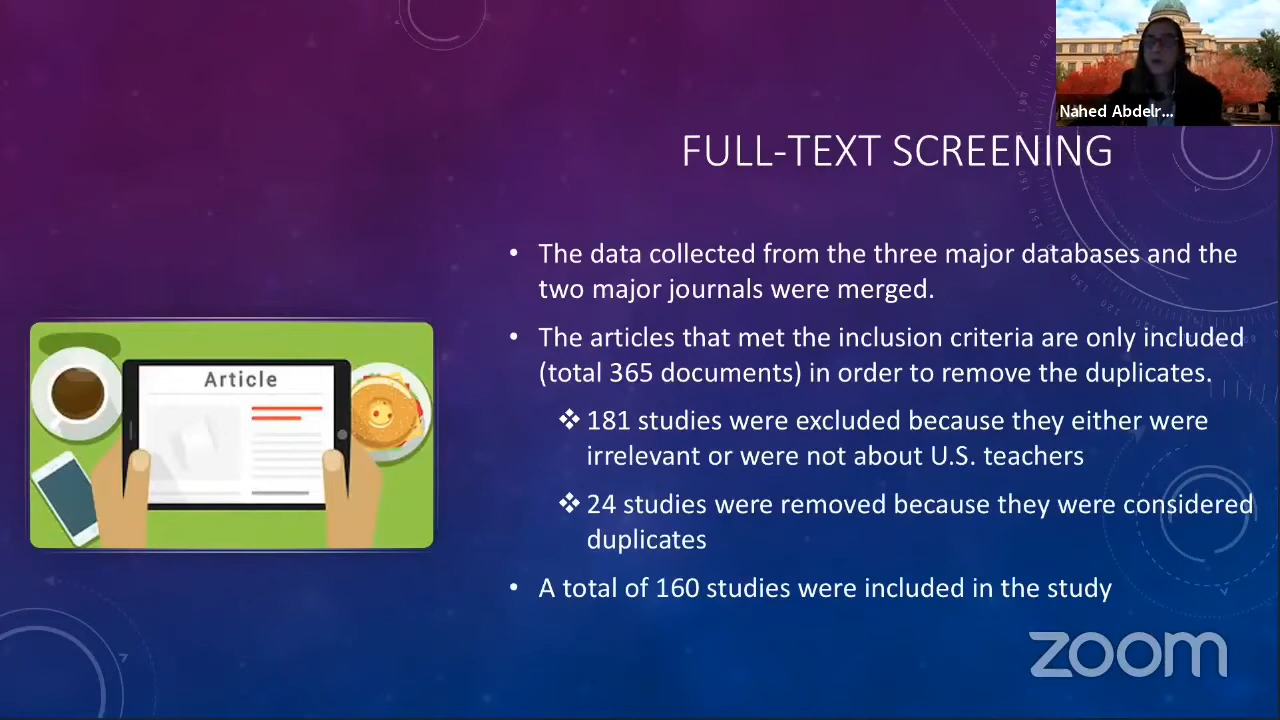 Nahed Abdelr...
FULL-TEXT SCREENING
• The data collected from the three major databases and the
two major journals were merged.
• The articles that met the inclusion criteria are only included
(total 365 documents) in order to remove the duplicates.
❖ 181 studies were excluded because they either were
irrelevant or were not about U.S. teachers
❖ 24 studies were removed because they were considered
duplicates
• A total of 160 studies were included in the study
Article
zoom